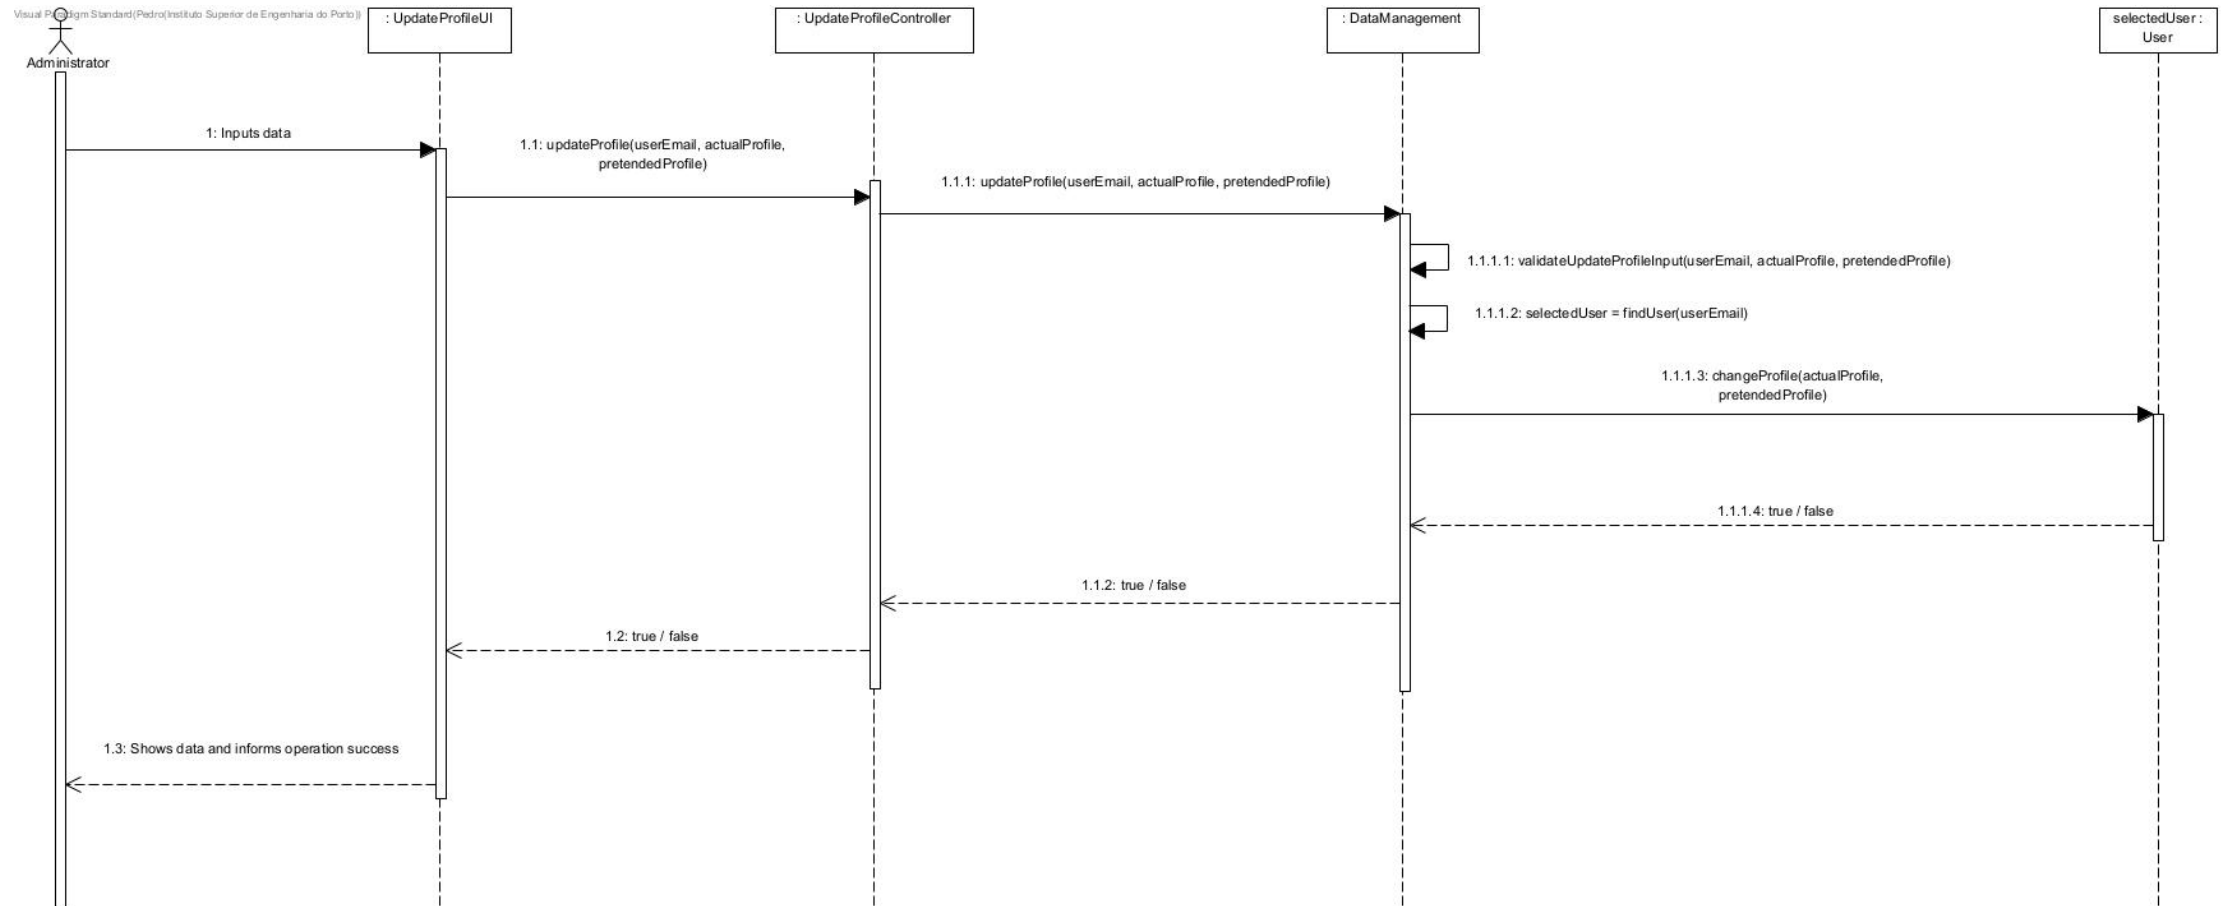 Visual Paradigm Standard(Pedro(Instituto Superior de Engenharia do Porto))
: UpdateProfileUI
: UpdateProfileController
: DataManagement
selectedUser :
User
Administrator
1: Inputs data
1.1: updateProfile(userEmail, actualProfile,
pretendedProfile)
1.1.1: updateProfile(userEmail, actualProfile, pretendedProfile)
1.1.1.1: validateUpdateProfileInput(userEmail, actualProfile, pretendedProfile)
1.1.1.2: selectedUser = findUser(userEmail)
1.1.1.3: changeProfile(actualProfile,
pretendedProfile)
1.1.1.4: true / false
1.1.2: true / false
1.2: true / false
1.3: Shows data and informs operation success